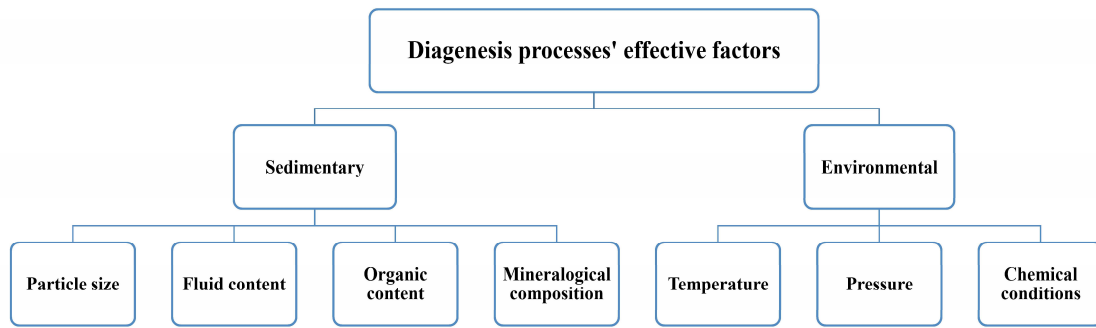 Diagenesis processes' effective factors
Sedimentary
Environmental
Particle size
Fluid content
Organic
content
Mineralogical
composition
Temperature
Pressure
Chemical
conditions